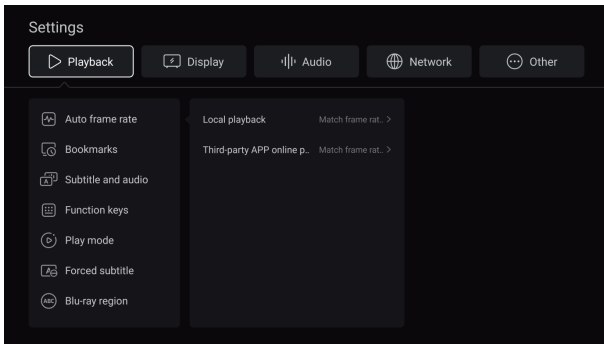 Settings
Playback
Display
Audio
Network
Other
Auto frame rate
Local playback
Match frame rat.. >
Bookmarks
Third-party APP online p..
Match frame rat.. >
Subtitle and audio
Function keys
Play mode
Forced subtitle
Blu-ray region
ABC